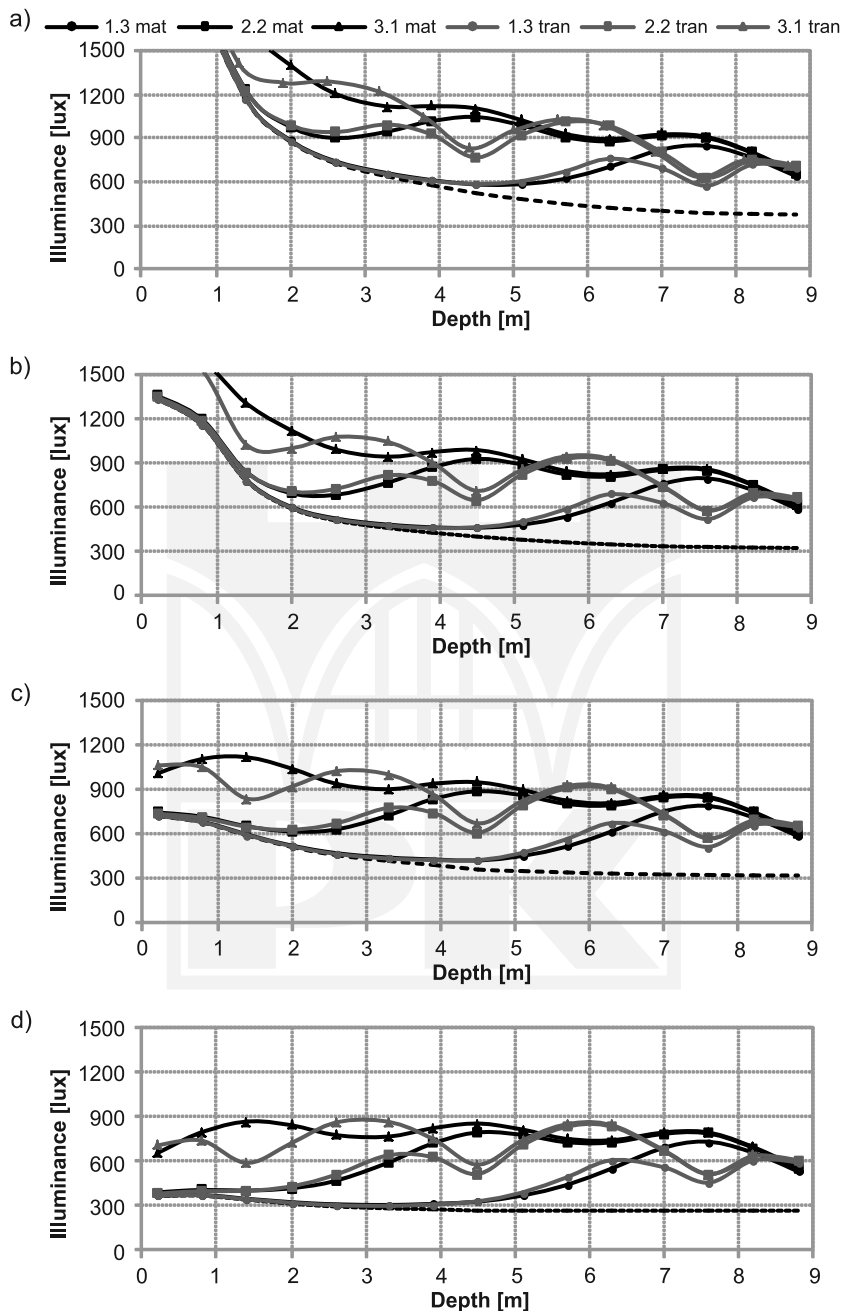 a) 1.3 mat 2.2 mat 3.1 mat 1.3 tran 2.2 tran 3.1 tran
1500
1200
900
600
300
0
Illuminance [lux]
0 1 2 3 4 5 6 7 8 9
Depth [m]
b)
1500
1200
900
600
300
0
Illuminance [lux]
0 1 2 3 4 5 6 7 8 9
Depth [m]
c)
1500
1200
900
600
300
0
Illuminance [lux]
0 1 2 3 4 5 6 7 8 9
Depth [m]
d)
1500
1200
900
600
300
0
Illuminance [lux]
0 1 2 3 4 5 6 7 8 9
Depth [m]